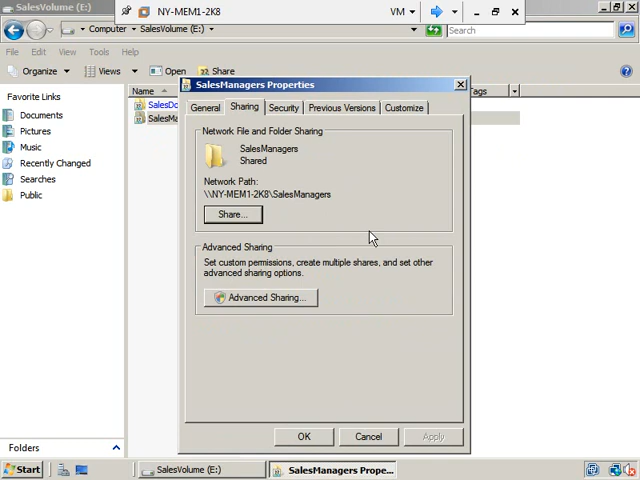 SalesVolume (E:)
NY-MEM1-2K8
VM
Computer
SalesVolume (E:)
Search
File
Edit
View
Tools
Help
Organize
Views
Open
Share
Favorite Links
Name
Tags
SalesDo
SalesMa
Documents
Pictures
Music
Recently Changed
Searches
Public
SalesManagers Properties
General
Sharing
Security
Previous Versions
Customize
Network File and Folder Sharing
SalesManagers
Shared
Network Path:
\\NY-MEM1-2K8\SalesManagers
Share...
Advanced Sharing
Set custom permissions, create multiple shares, and set other
advanced sharing options.
Advanced Sharing...
OK
Cancel
Apply
Folders
Start
SalesVolume (E:)
SalesManagers Prope...